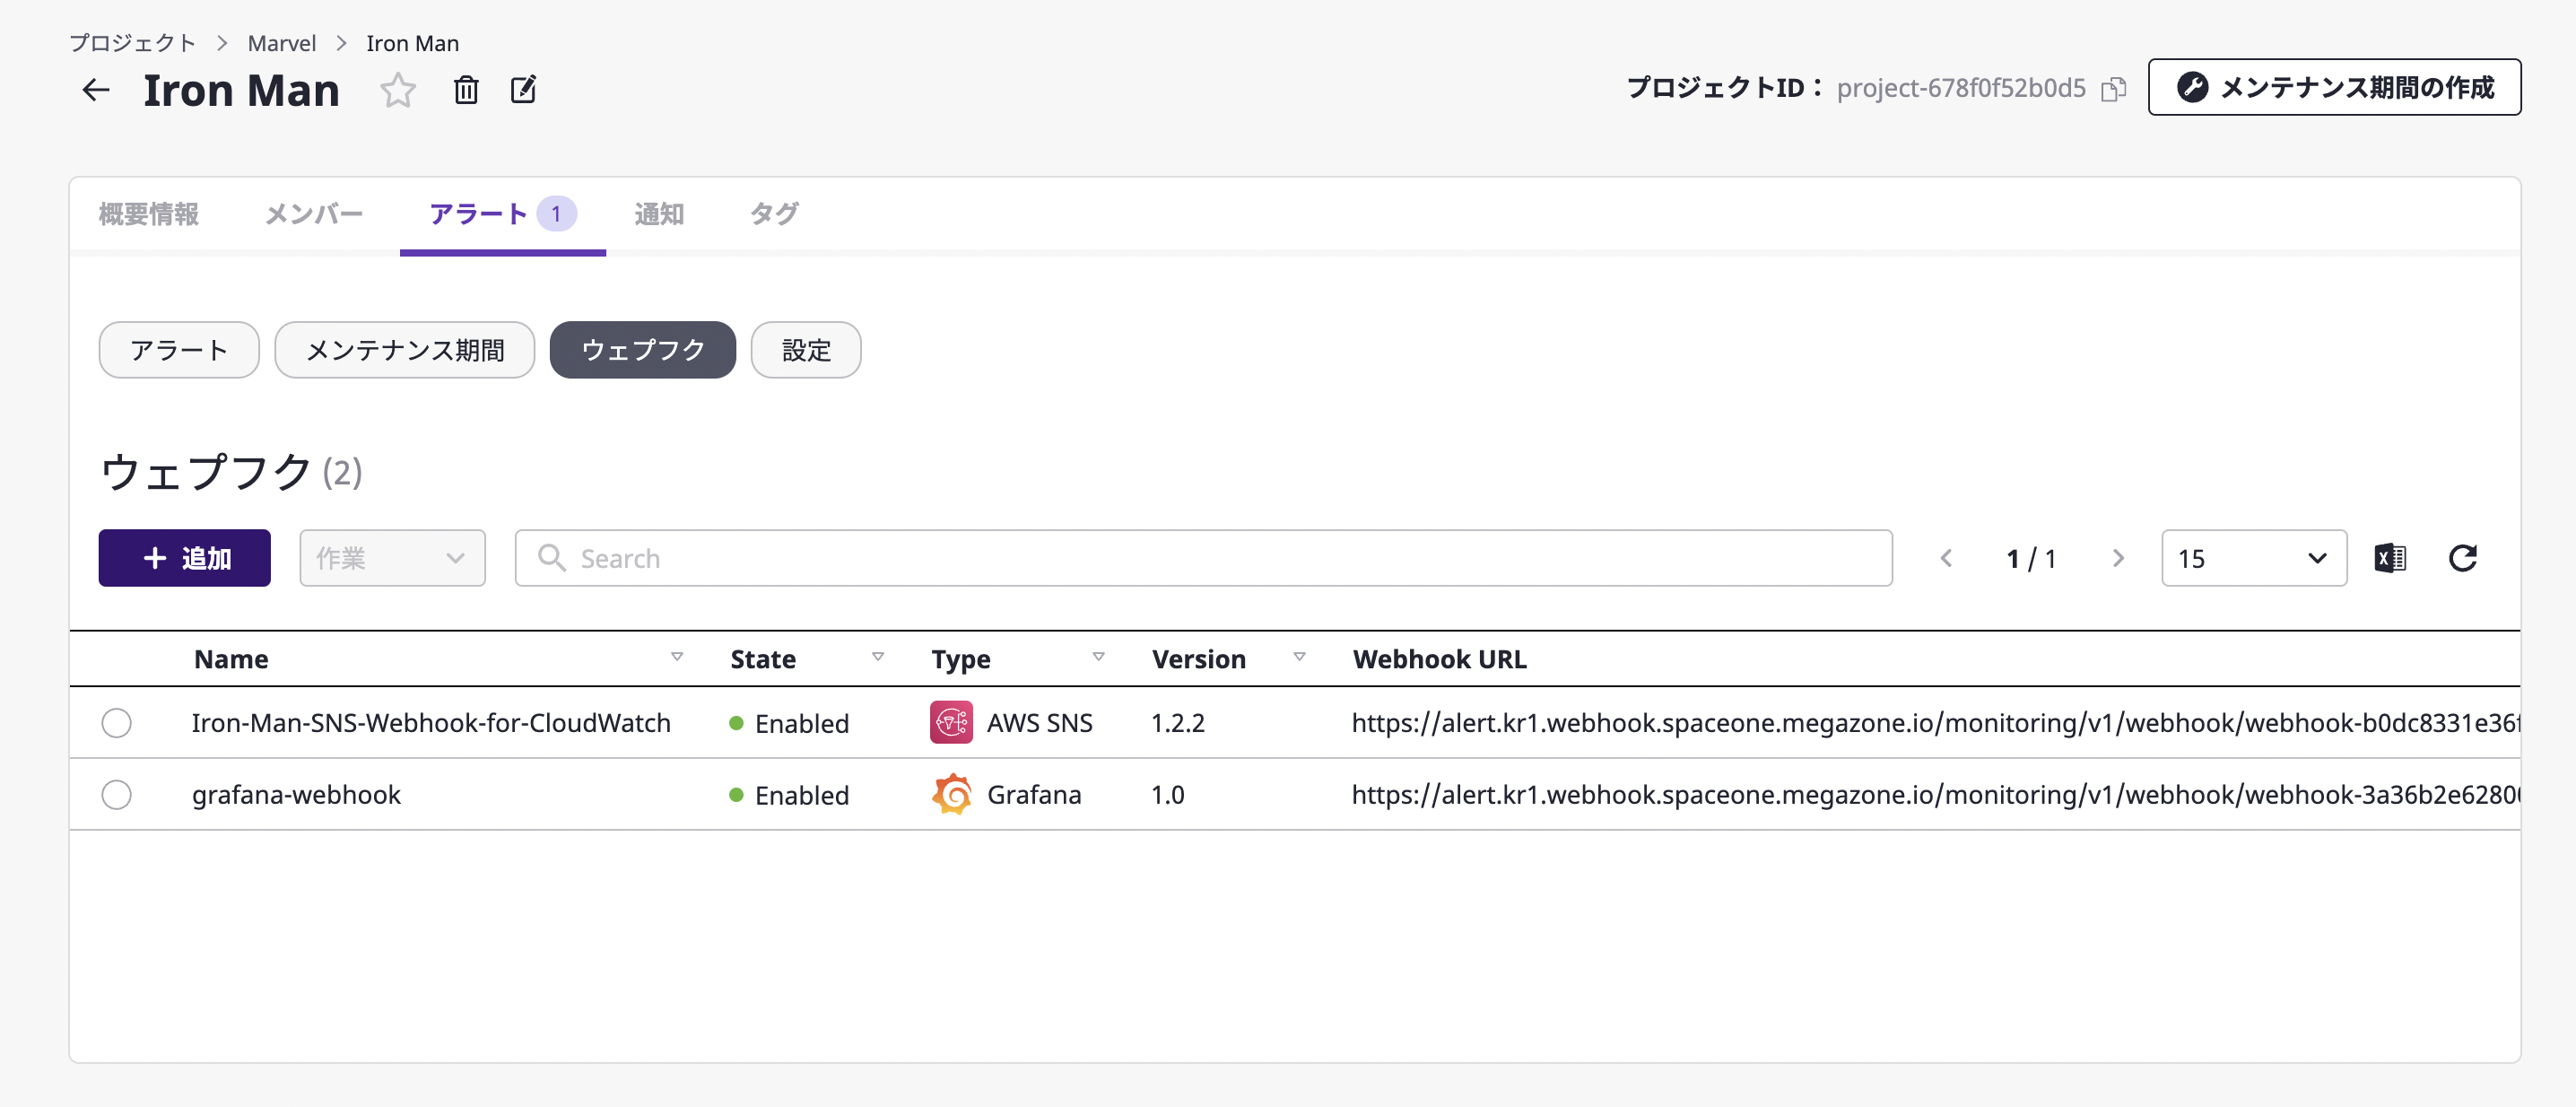 プロジェクト > Marvel > Iron Man
Iron Man
プロジェクトID： project-678f0f52b0d5
メンテナンス期間の作成
概要情報 メンバー アラート 1 通知 タグ
アラート メンテナンス期間 ウェプフク 設定
ウェプフク (2)
+ 追加 作業 Search 1 / 1 15
Name State Type Version Webhook URL
Iron-Man-SNS-Webhook-for-CloudWatch Enabled AWS SNS 1.2.2 https://alert.kr1.webhook.spaceone.megazone.io/monitoring/v1/webhook/webhook-b0dc8331e36f
grafana-webhook Enabled Grafana 1.0 https://alert.kr1.webhook.spaceone.megazone.io/monitoring/v1/webhook/webhook-3a36b2e6280